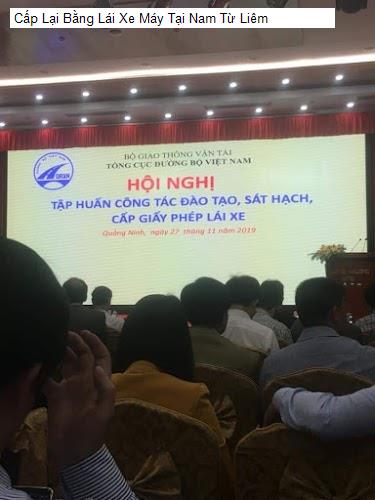 Cấp Lại Bằng Lái Xe Máy Tại Nam Từ Liêm
BỘ GIAO THÔNG VẬN TẢI
TỔNG CỤC ĐƯỜNG BỘ VIỆT NAM
HỘI NGHỊ
TẬP HUẤN CÔNG TÁC ĐÀO TẠO, SÁT HẠCH,
CẤP GIẤY PHÉP LÁI XE
Quảng Ninh, ngày 27 tháng 11 năm 2019